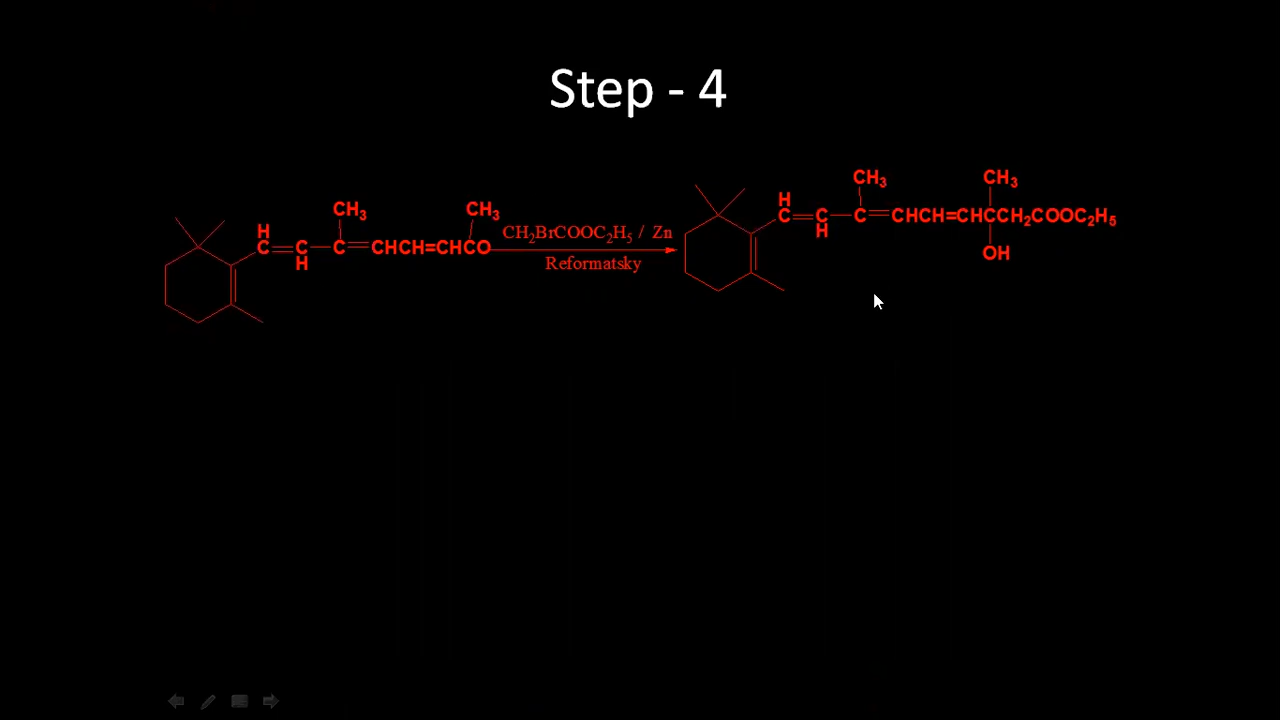 Step - 4
CH3 CH3
H
C=C-C=CHCH=CHCO
H
CH2BrCOOC2H5 / Zn
Reformatsky
CH3 CH3
H
C=C-C=CHCH=CHCCH2COOC2H5
H
OH